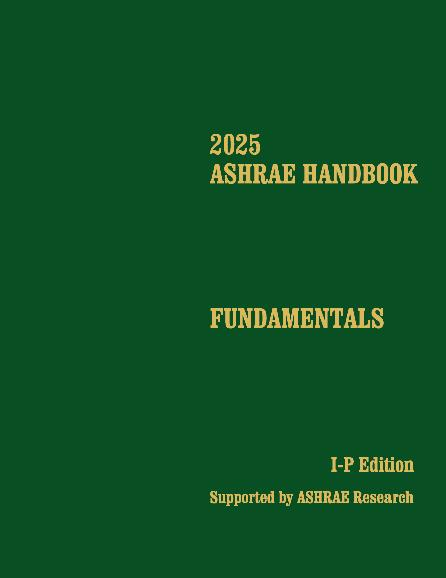 2025
ASHRAE HANDBOOK
FUNDAMENTALS
I-P Edition
Supported by ASHRAE Research